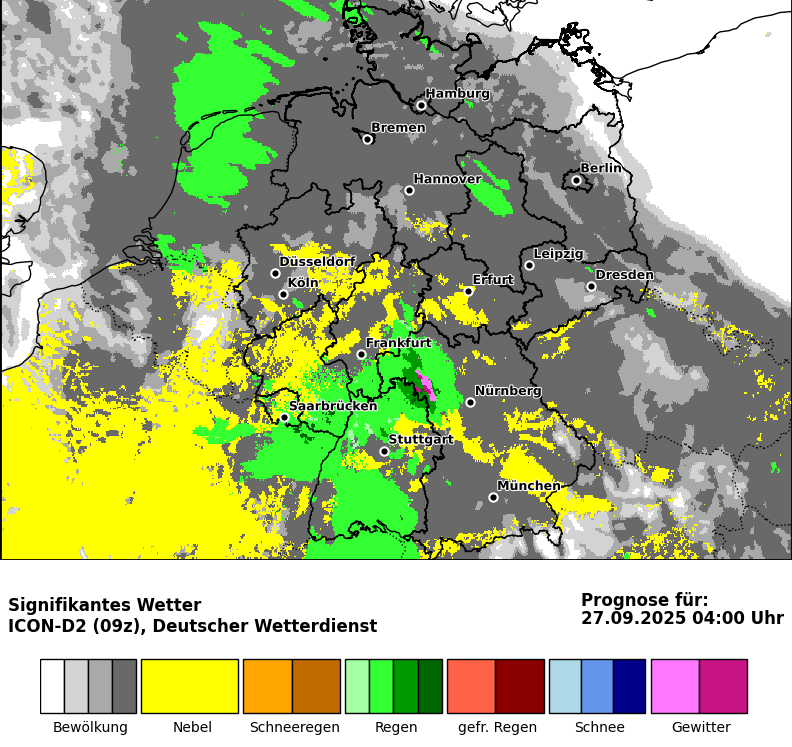 Hamburg
Bremen
Berlin
Hannover
Leipzig
Düsseldorf
Dresden
Köln
Erfurt
Frankfurt
Nürnberg
Saarbrücken
Stuttgart
München
Signifikantes Wetter
ICON-D2 (09z), Deutscher Wetterdienst
Prognose für:
27.09.2025 04:00 Uhr
Bewölkung Nebel Schneeregen Regen gefr. Regen Schnee Gewitter